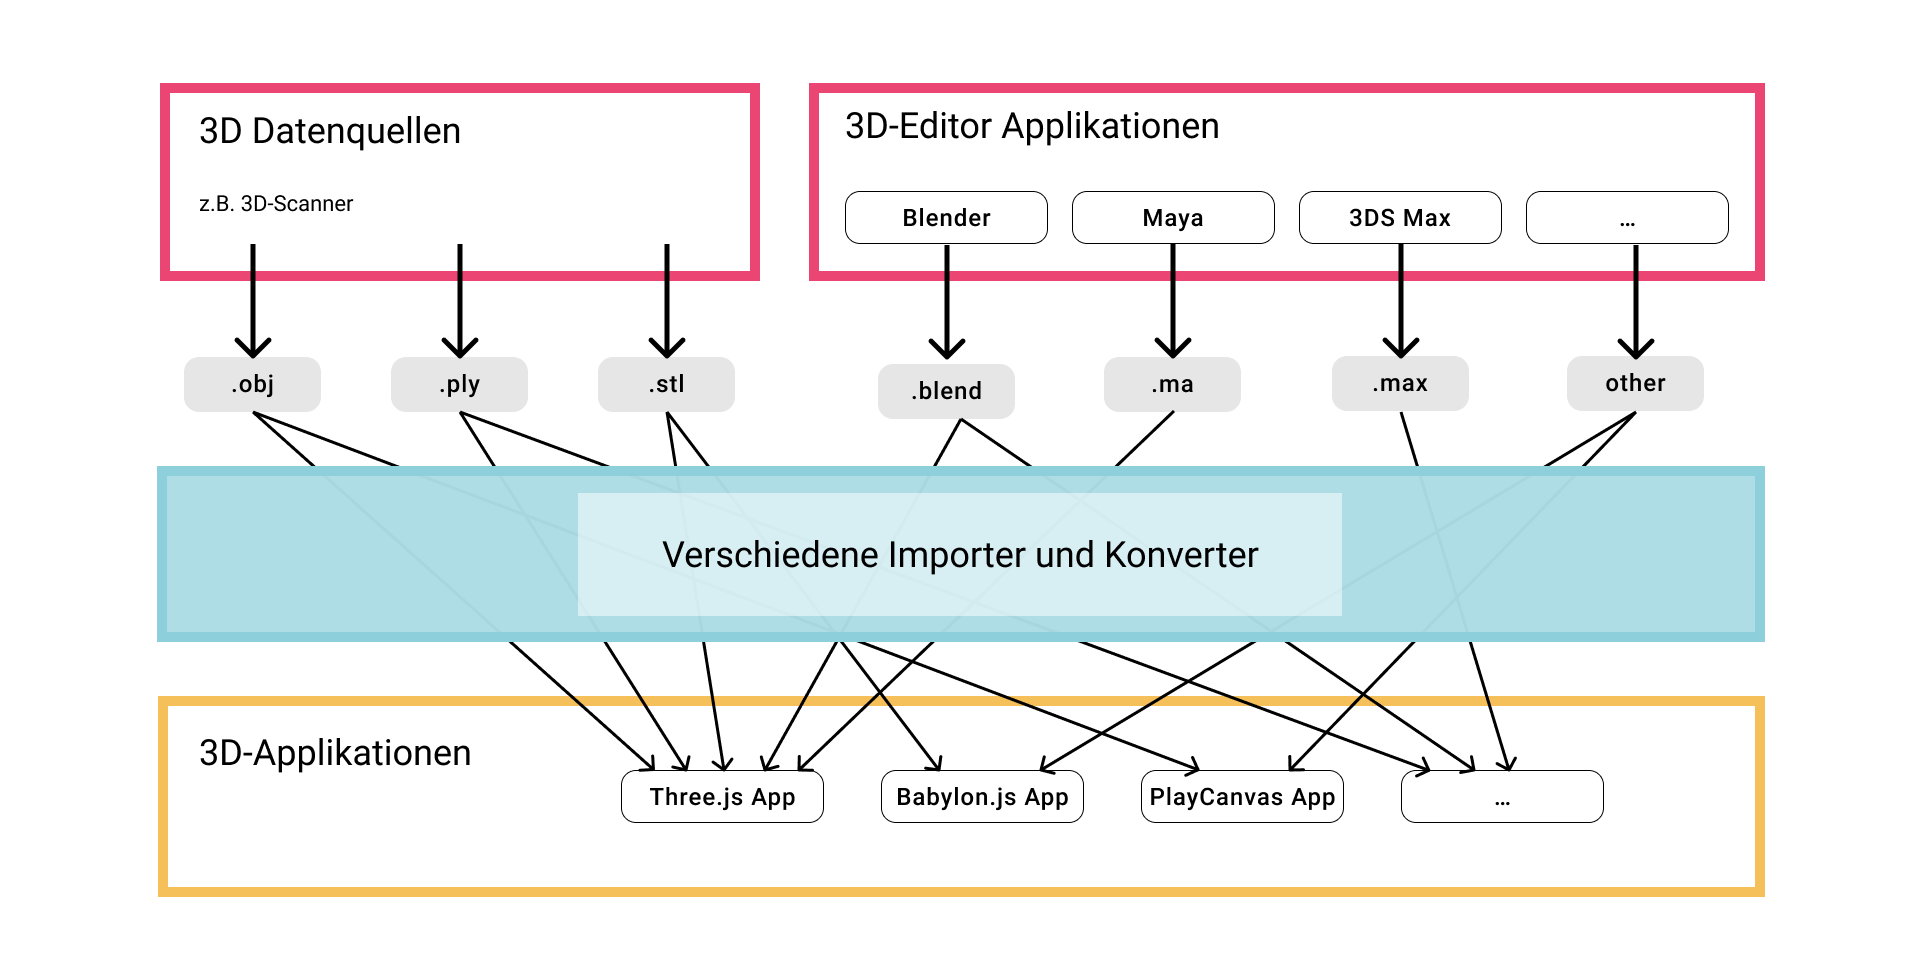 3D Datenquellen
z.B. 3D-Scanner
3D-Editor Applikationen
Blender
Maya
3DS Max
...
.obj
.ply
.stl
.blend
.ma
.max
other
Verschiedene Importer und Konverter
3D-Applikationen
Three.js App
Babylon.js App
PlayCanvas App
...